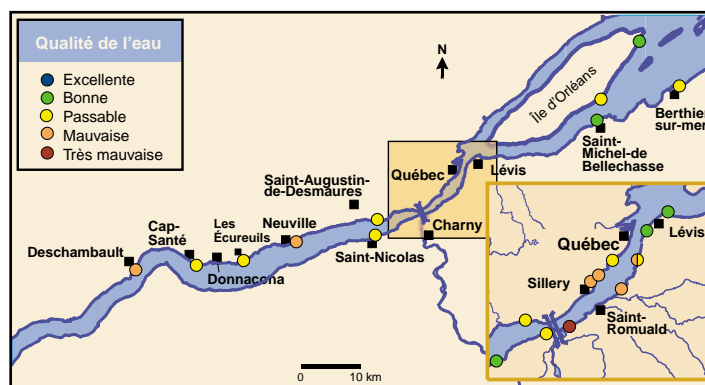 Qualité de l'eau
Excellente
Bonne
Passable
Mauvaise
Très mauvaise
N
Île d'Orléans
Berthier-
sur-mer
Saint-
Michel-de
Bellechasse
Québec
Lévis
Saint-Augustin-
de-Desmaures
Charny
Saint-Nicolas
Neuville
Les
Écureuils
Cap-
Santé
Donnacona
Deschambault
0
10 km
Québec
Lévis
Sillery
Saint-
Romuald